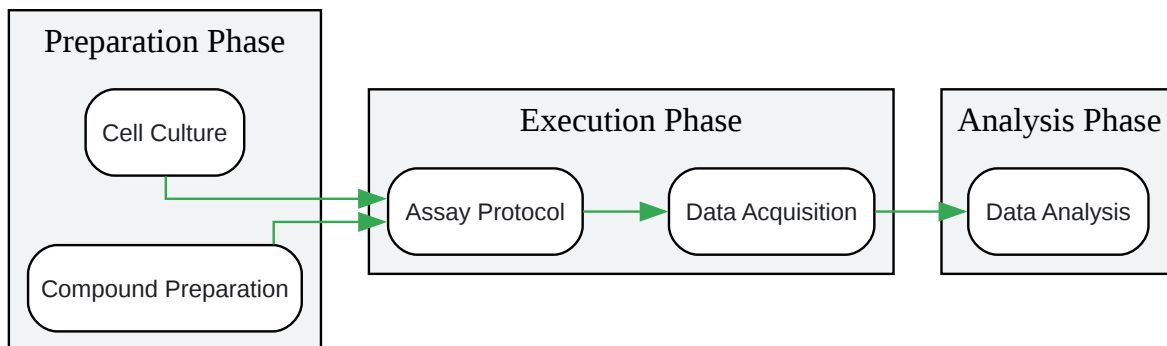 Preparation Phase
Cell Culture
Compound Preparation
Execution Phase
Assay Protocol
Data Acquisition
Analysis Phase
Data Analysis